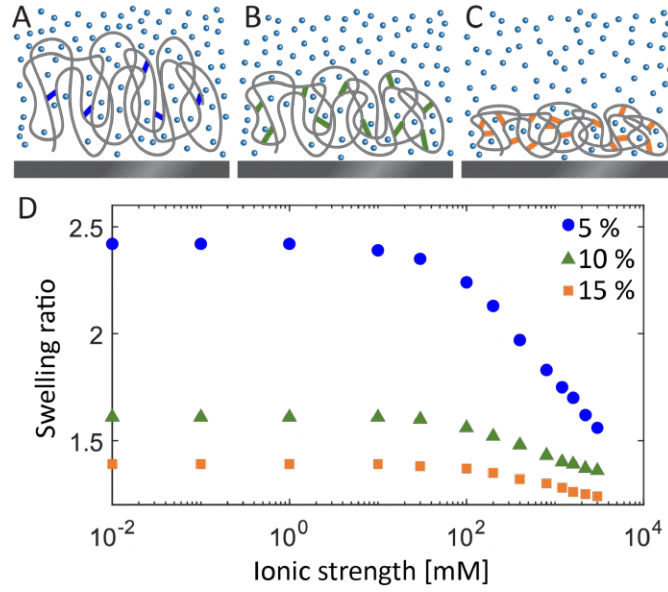 A
B
C
D
2.5
2
1.5
Swelling ratio
5 %
10 %
15 %
10^-2
10^0
10^2
10^4
Ionic strength [mM]